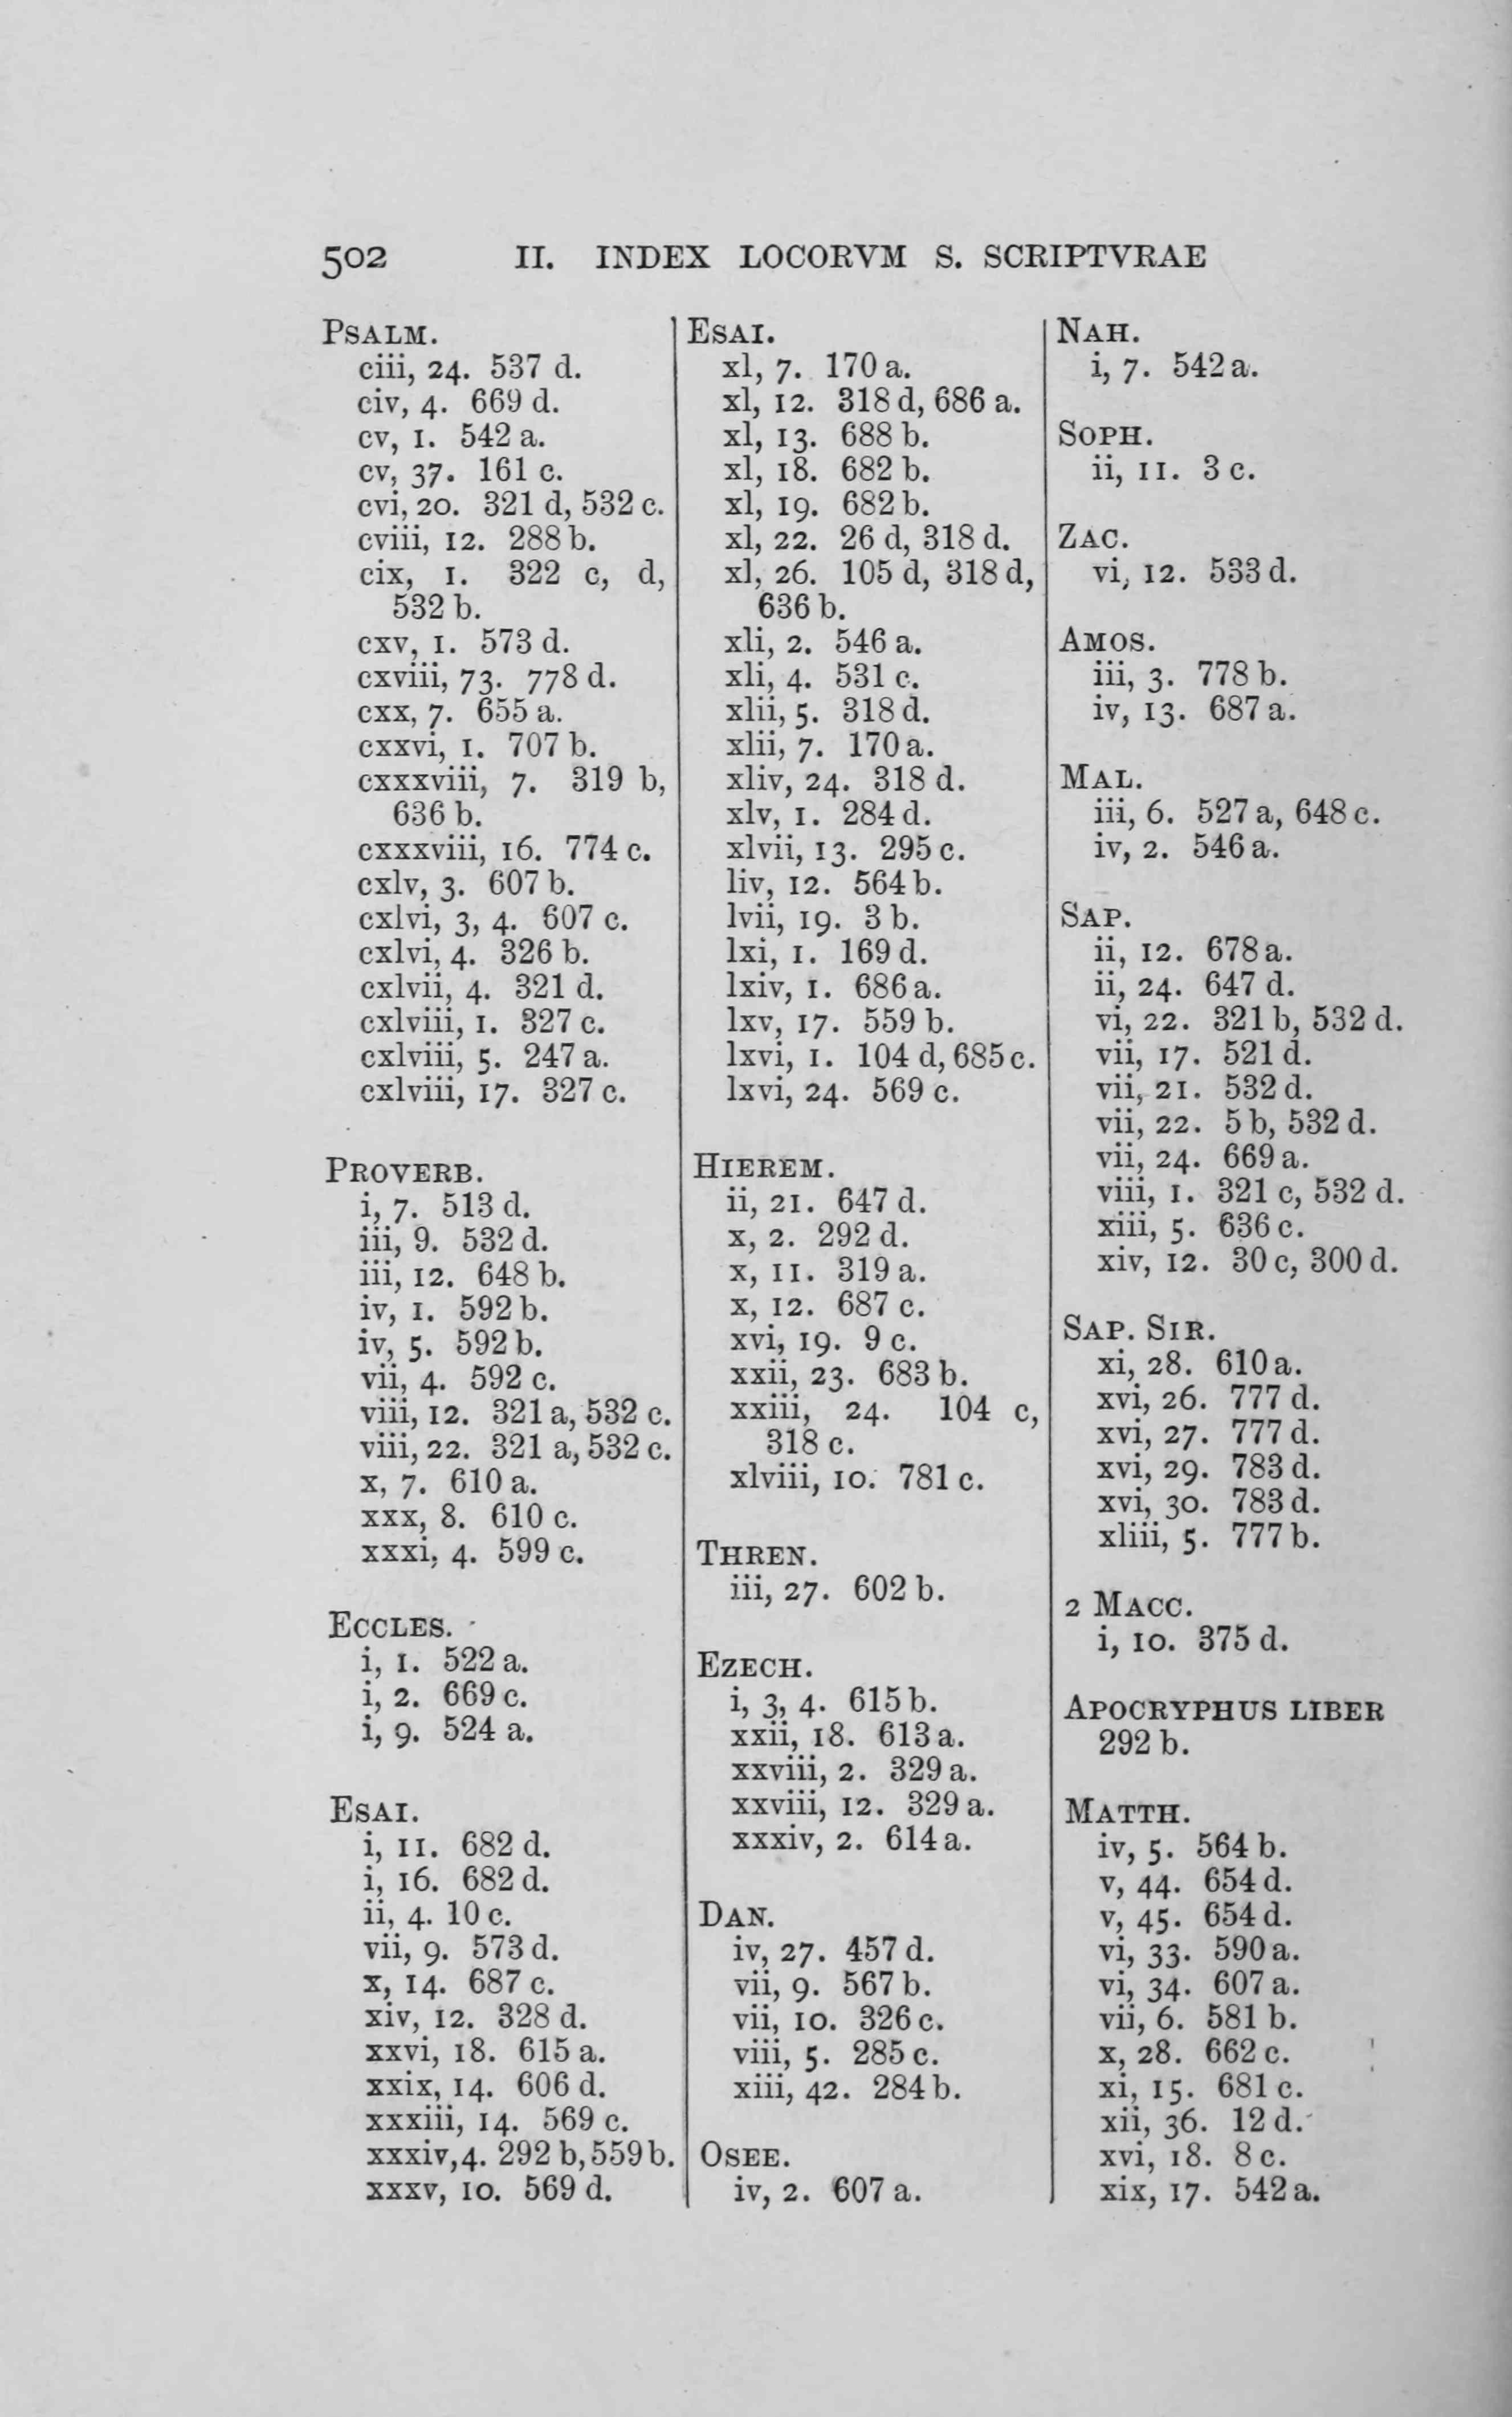 502 II. INDEX LOCORVM S. SCRIPTVRAE
PSALM.
ciii, 24. 537 d.
civ, 4. 669 d.
cv, 1. 542 a.
cv, 37. 161 c.
cvi, 20. 321 d, 532 c.
cviii, 12. 288 b.
cix, 1. 322 c, d,
532 b.
cxv, 1. 573 d.
cxviii, 73. 778 d.
cxx, 7. 655 a.
cxxvi, 1. 707 b.
cxxxviii, 7. 319 b,
636 b.
cxxxviii, 16. 774 c.
cxlv, 3. 607 b.
cxlvi, 3, 4. 607 c.
cxlvi, 4. 326 b.
cxlvii, 4. 321 d.
cxlviii, 1. 327 c.
cxlviii, 5. 247 a.
cxlviii, 17. 327 c.
PROVERB.
i, 7. 513 d.
iii, 9. 532 d.
iii, 12. 648 b.
iv, 1. 592 b.
iv, 5. 592 b.
vii, 4. 592 c.
viii, 12. 321 a, 532 c.
viii, 22. 321 a, 532 c.
x, 7. 610 a.
xxx, 8. 610 c.
xxxi, 4. 599 c.
ECCLES.
i, 1. 522 a.
i, 2. 669 c.
i, 9. 524 a.
ESAI.
i, 11. 682 d.
i, 16. 682 d.
ii, 4. 10 c.
vii, 9. 573 d.
x, 14. 687 c.
xiv, 12. 328 d.
xxvi, 18. 615 a.
xxix, 14. 606 d.
xxxiii, 14. 569 c.
xxxiv, 4. 292 b, 559 b.
xxxv, 10. 569 d.
ESAI.
xl, 7. 170 a.
xl, 12. 318 d, 686 a.
xl, 13. 688 b.
xl, 18. 682 b.
xl, 19. 682 b.
xl, 22. 26 d, 318 d.
xl, 26. 105 d, 318 d,
636 b.
xli, 2. 546 a.
xli, 4. 531 c.
xlii, 5. 318 d.
xlii, 7. 170 a.
xliv, 24. 318 d.
xlv, 1. 284 d.
xlvii, 13. 295 c.
liv, 12. 564 b.
lvii, 19. 3 b.
lxi, 1. 169 d.
lxiv, 1. 686 a.
lxv, 17. 559 b.
lxvi, 1. 104 d, 685 c.
lxvi, 24. 569 c.
HIEREM.
ii, 21. 647 d.
x, 2. 292 d.
x, 11. 319 a.
x, 12. 687 c.
xvi, 19. 9 c.
xxii, 23. 683 b.
xxiii, 24. 104 c,
318 c.
xlviii, 10. 781 c.
THREN.
iii, 27. 602 b.
EZECH.
i, 3, 4. 615 b.
xxii, 18. 613 a.
xxviii, 2. 329 a.
xxviii, 12. 329 a.
xxxiv, 2. 614 a.
DAN.
iv, 27. 457 d.
vii, 9. 567 b.
vii, 10. 326 c.
viii, 5. 285 c.
xiii, 42. 284 b.
OSEE.
iv, 2. 607 a.
NAH.
i, 7. 542 a.
SOPH.
ii, 11. 3 c.
ZAC.
vi, 12. 533 d.
AMOS.
iii, 3. 778 b.
iv, 13. 687 a.
MAL.
iii, 6. 527 a, 648 c.
iv, 2. 546 a.
SAP.
ii, 12. 678 a.
ii, 24. 647 d.
vi, 22. 321 b, 532 d.
vii, 17. 521 d.
vii, 21. 532 d.
vii, 22. 5 b, 532 d.
vii, 24. 669 a.
viii, 1. 321 c, 532 d.
xiii, 5. 636 c.
xiv, 12. 30 c, 300 d.
SAP. SIR.
xi, 28. 610 a.
xvi, 26. 777 d.
xvi, 27. 777 d.
xvi, 29. 783 d.
xvi, 30. 783 d.
xliii, 5. 777 b.
2 MACC.
i, 10. 375 d.
APOCRYPHUS LIBER
292 b.
MATTH.
iv, 5. 564 b.
v, 44. 654 d.
v, 45. 654 d.
vi, 33. 590 a.
vi, 34. 607 a.
vii, 6. 581 b.
x, 28. 662 c.
xi, 15. 681 c.
xii, 36. 12 d.
xvi, 18. 8 c.
xix, 17. 542 a.